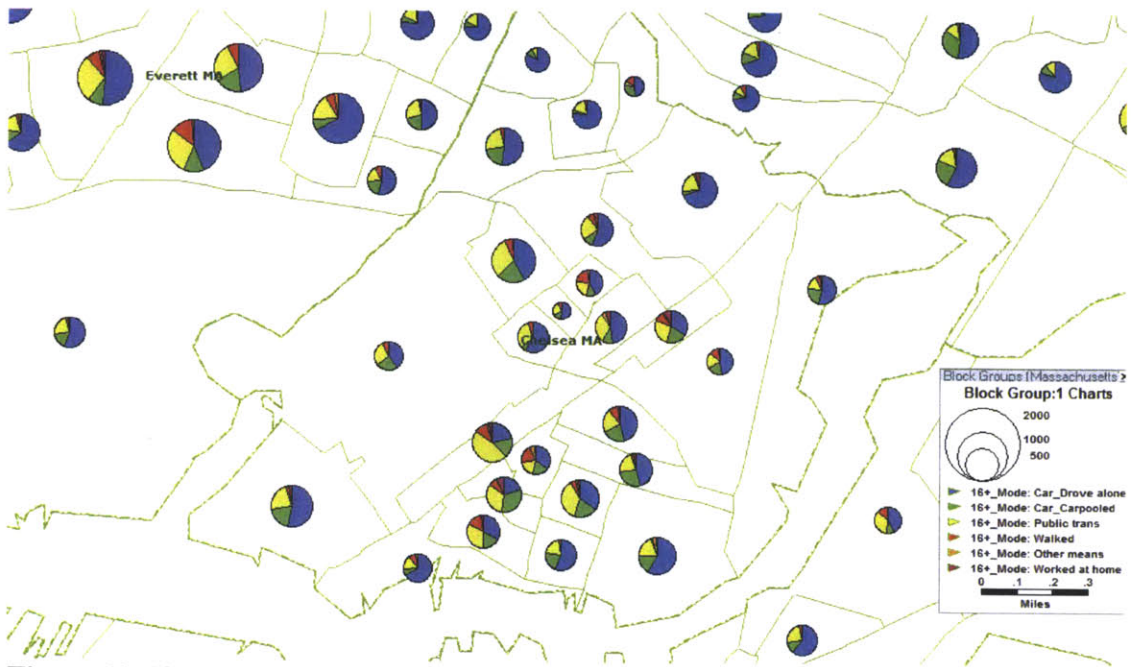 Everett MA
Chelsea MA
Block Groups (Massachusetts
Block Group:1 Charts
2000
1000
500
16+_Mode: Car_Drove alone
16+_Mode: Car_Carpooled
16+_Mode: Public trans
16+_Mode: Walked
16+_Mode: Other means
16+_Mode: Worked at home
0 .1 .2 .3
Miles